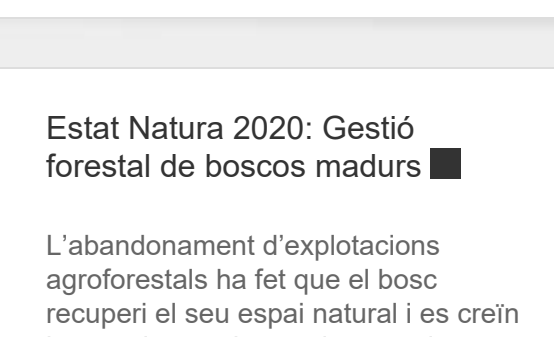 Estat Natura 2020: Gestió
forestal de boscos madurs
L’abandonament d’explotacions
agroforestals ha fet que el bosc
recuperi el seu espai natural i es creïn